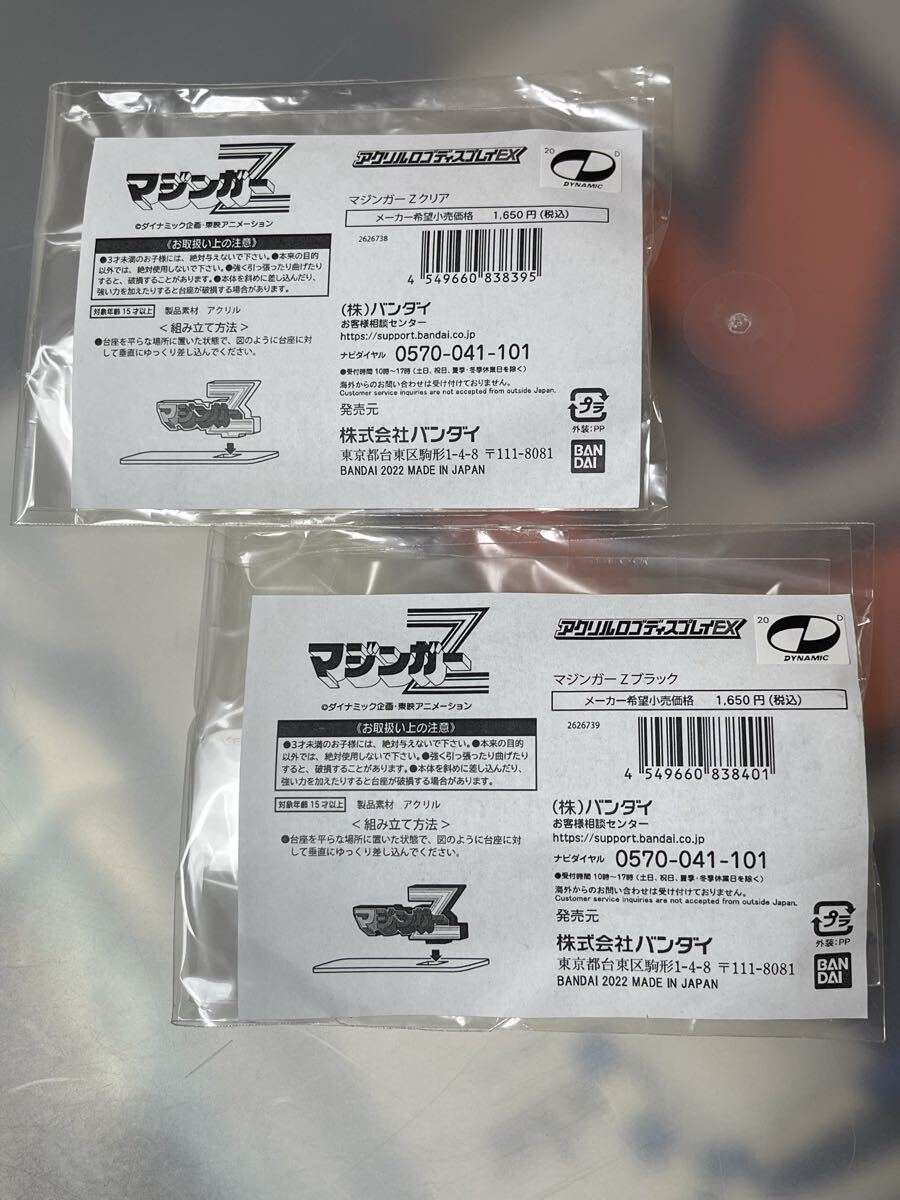 マジンガーZ
©ダイナミック企画・東映アニメーション
《お取扱い上の注意》
●3才未満のお子様には、絶対与えないで下さい。●本来の目的
以外では、絶対使用しないで下さい。●強く引っ張ったり曲げたり
すると、破損することがあります。●本体を斜めに差し込んだり、
強い力を加えたりすると台座が破損する場合があります。
対象年齢15才以上 製品素材 アクリル
＜組み立て方法＞
●台座を平らな場所に置いた状態で、図のように台座に対
して垂直にゆっくり差し込んでください。
マジンガーZ
アクリルロゴディスプレイEX
20 D
DYNAMIC
マジンガーZクリア
メーカー希望小売価格 1,650円(税込)
2626738
4 549660 838395
(株)バンダイ
お客様相談センター
https://support.bandai.co.jp
ナビダイヤル 0570-041-101
●受付時間 10時～17時(土日、祝日、夏季・冬季休業日を除く)
海外からのお問い合わせは受け付けておりません。
Customer service inquiries are not accepted from outside Japan.
発売元
株式会社バンダイ
東京都台東区駒形1-4-8 〒111-8081
BANDAI 2022 MADE IN JAPAN
プラ
外装:PP
BAN
DAI
マジンガーZ
©ダイナミック企画・東映アニメーション
《お取扱い上の注意》
●3才未満のお子様には、絶対与えないで下さい。●本来の目的
以外では、絶対使用しないで下さい。●強く引っ張ったり曲げたり
すると、破損することがあります。●本体を斜めに差し込んだり、
強い力を加えたりすると台座が破損する場合があります。
対象年齢15才以上 製品素材 アクリル
＜組み立て方法＞
●台座を平らな場所に置いた状態で、図のように台座に対
して垂直にゆっくり差し込んでください。
マジンガーZ
アクリルロゴディスプレイEX
20 D
DYNAMIC
マジンガーZブラック
メーカー希望小売価格 1,650円(税込)
2626739
4 549660 838401
(株)バンダイ
お客様相談センター
https://support.bandai.co.jp
ナビダイヤル 0570-041-101
●受付時間 10時～17時(土日、祝日、夏季・冬季休業日を除く)
海外からのお問い合わせは受け付けておりません。
Customer service inquiries are not accepted from outside Japan.
発売元
株式会社バンダイ
東京都台東区駒形1-4-8 〒111-8081
BANDAI 2022 MADE IN JAPAN
プラ
外装:PP
BAN
DAI